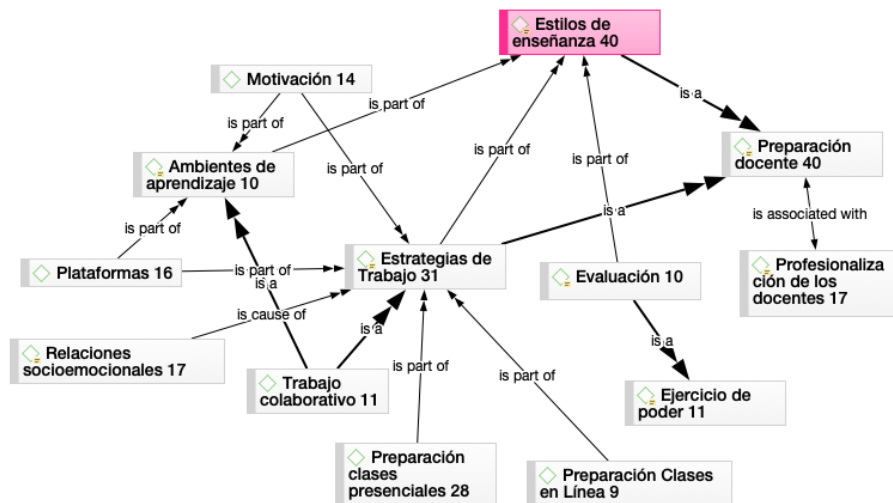 Estilos de
enseñanza 40
Motivación 14
is a
is part of
is part of
Preparación
docente 40
is part of
is part of
is part of
Ambientes de
aprendizaje 10
is part of
is a
is associated with
Estrategias de
Trabajo 31
Plataformas 16
is part of
is a
Evaluación 10
Profesionaliza
ción de los
docentes 17
is cause of
is a
is a
Relaciones
socioemocionales 17
is part of
is part of
Trabajo
colaborativo 11
Ejercicio de
poder 11
Preparación
clases
presenciales 28
Preparación Clases
en Línea 9